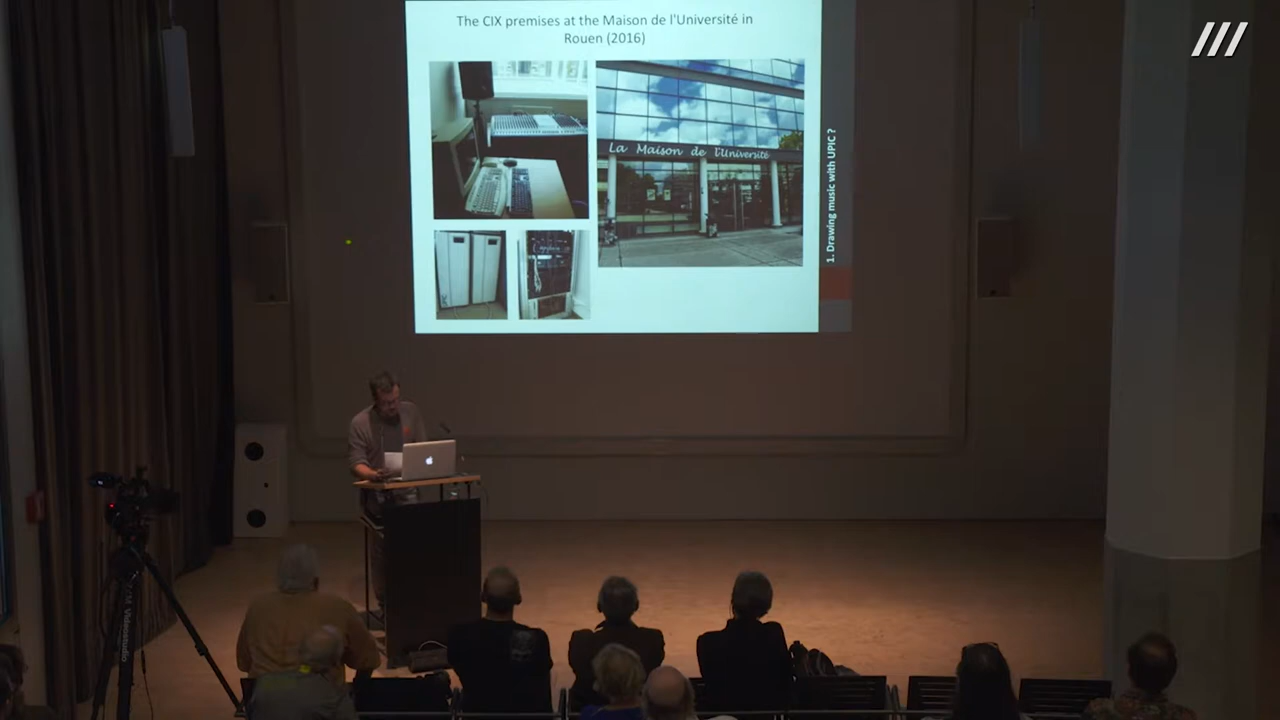 The CIX premises at the Maison de l'Université in
Rouen (2016)
La Maison de l'Université
1. Drawing music with UPIC ?